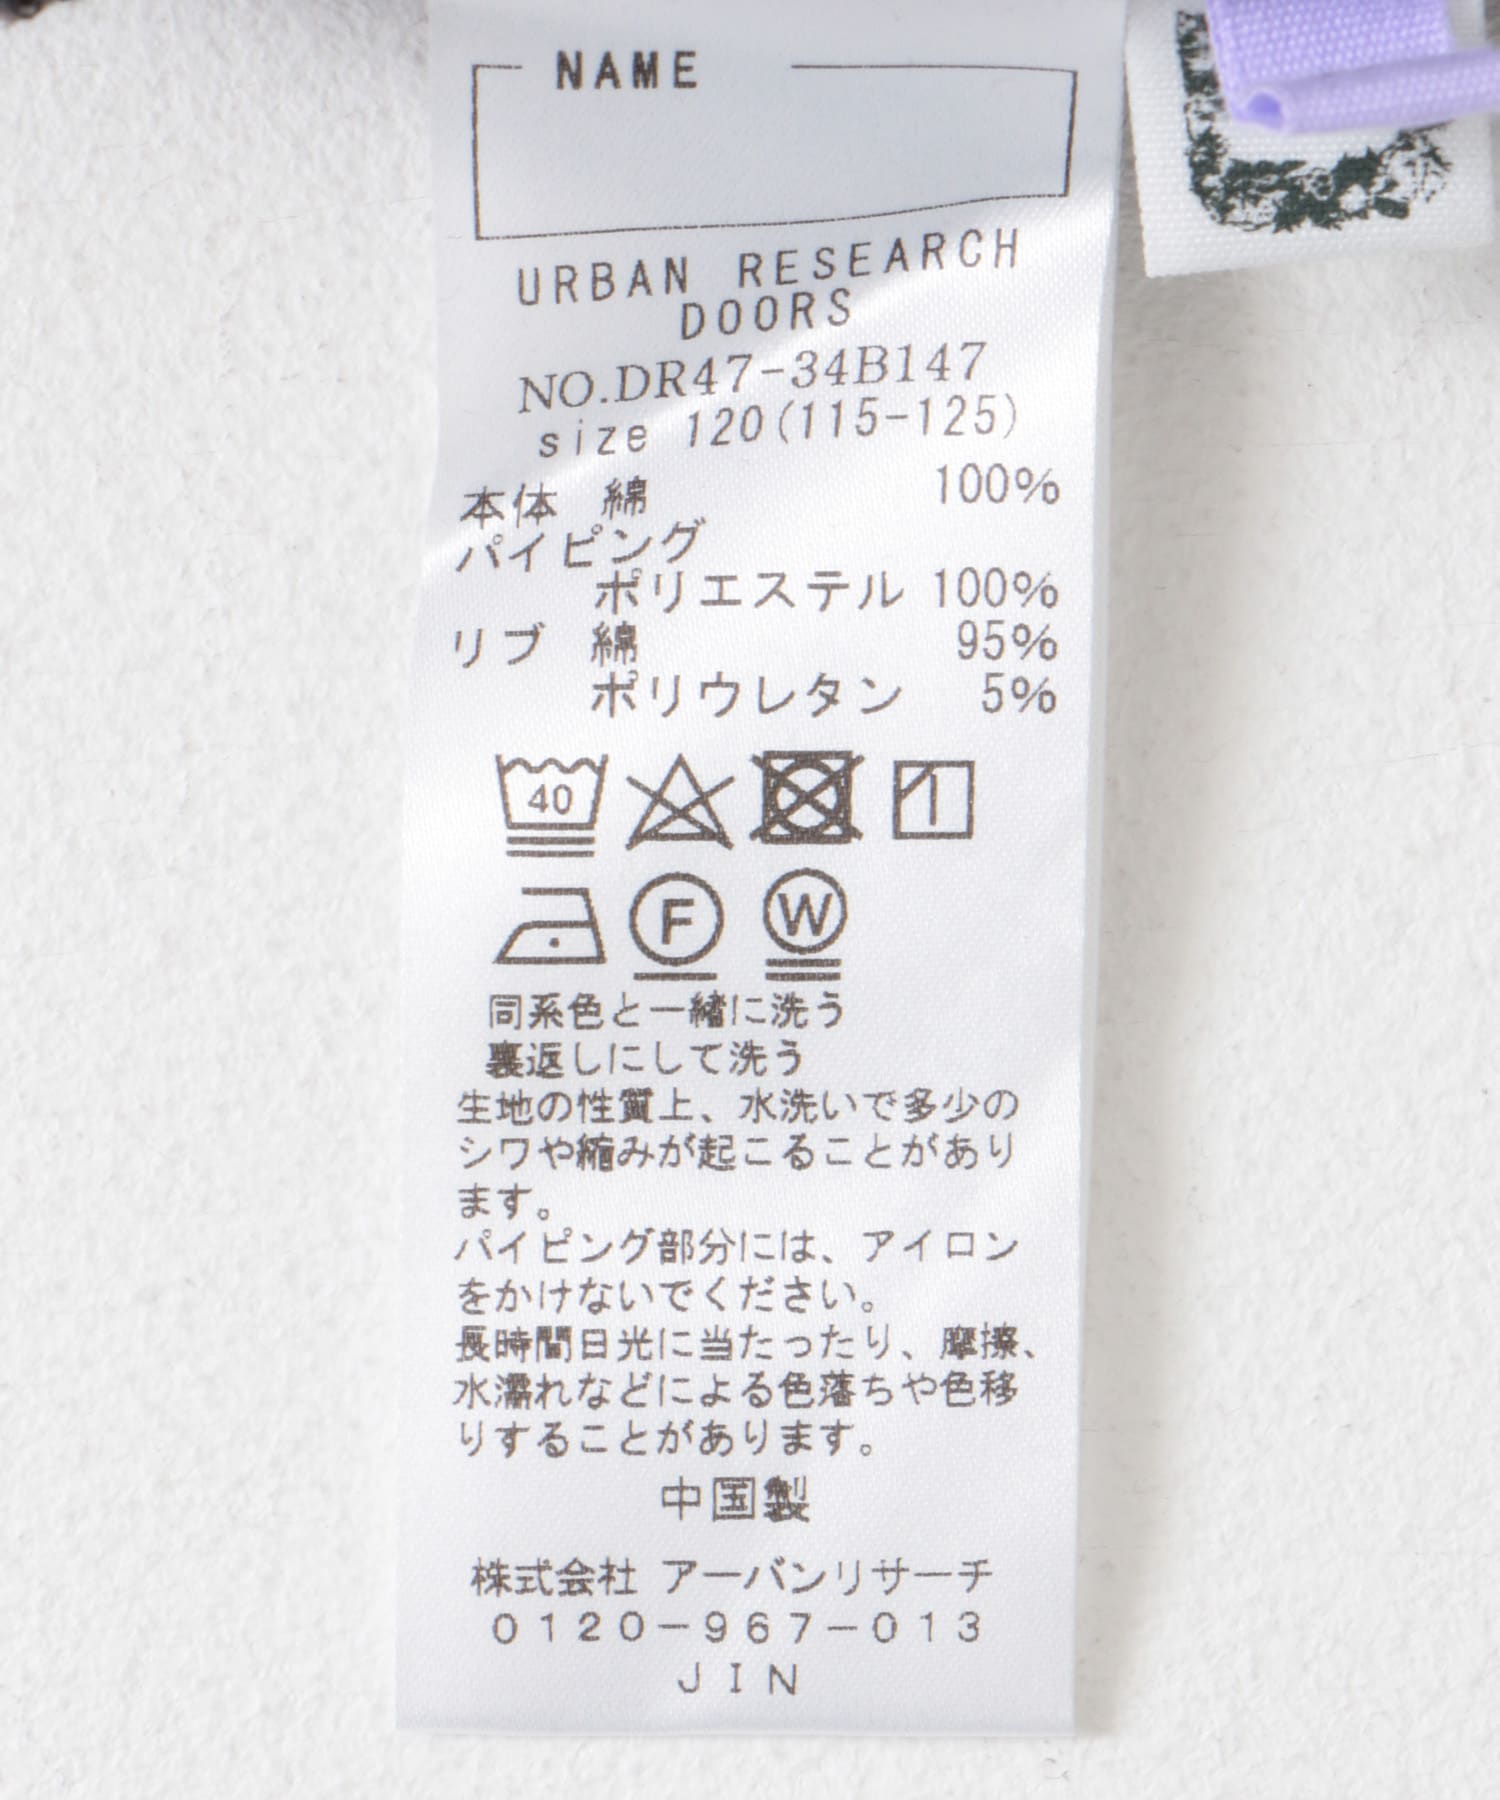 NAME
URBAN RESEARCH
DOORS
NO.DR47-34B147
size 120(115-125)
本体 綿 100%
パイピング
ポリエステル 100%
リブ 綿 95%
ポリウレタン 5%
40
F W
同系色と一緒に洗う
裏返しにして洗う
生地の性質上、水洗いで多少の
シワや縮みが起こることがあり
ます。
パイピング部分には、アイロン
をかけないでください。
長時間日光に当たったり、摩擦、
水濡れなどによる色落ちや色移
りすることがあります。
中国製
株式会社 アーバンリサーチ
0120-967-013
JIN